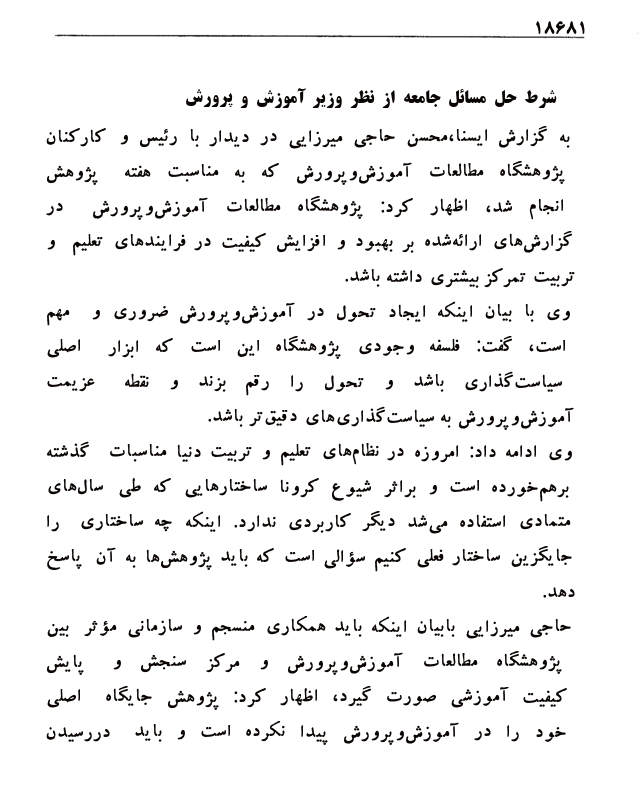 ۱۸۶۸۱
شرط حل مسائل جامعه از نظر وزیر آموزش و پرورش
به گزارش ایسنا،محسن حاجی میرزایی در دیدار با رئیس و کارکنان
پژوهشگاه مطالعات آموزش‌وپرورش که به مناسبت هفته پژوهش
انجام شد، اظهار کرد: پژوهشگاه مطالعات آموزش‌وپرورش در
گزارش‌های ارائه‌شده بر بهبود و افزایش کیفیت در فرایندهای تعلیم و
تربیت تمرکز بیشتری داشته باشد.
وی با بیان اینکه ایجاد تحول در آموزش‌وپرورش ضروری و مهم
است، گفت: فلسفه وجودی پژوهشگاه این است که ابزار اصلی
سیاست‌گذاری باشد و تحول را رقم بزند و نقطه عزیمت
آموزش‌وپرورش به سیاست‌گذاری‌های دقیق‌تر باشد.
وی ادامه داد: امروزه در نظام‌های تعلیم و تربیت دنیا مناسبات گذشته
برهم‌خورده است و براثر شیوع کرونا ساختارهایی که طی سال‌های
متمادی استفاده می‌شد دیگر کاربردی ندارد. اینکه چه ساختاری را
جایگزین ساختار فعلی کنیم سؤالی است که باید پژوهش‌ها به آن پاسخ
دهد.
حاجی میرزایی بابیان اینکه باید همکاری منسجم و سازمانی مؤثر بین
پژوهشگاه مطالعات آموزش‌وپرورش و مرکز سنجش و پایش
کیفیت آموزشی صورت گیرد، اظهار کرد: پژوهش جایگاه اصلی
خود را در آموزش‌وپرورش پیدا نکرده است و باید دررسیدن